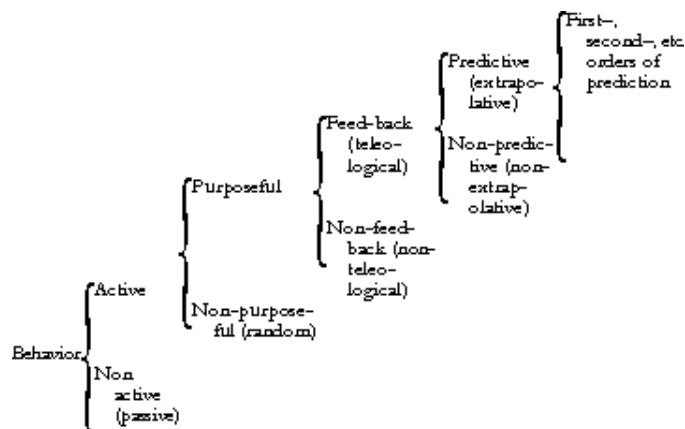 First–,
second–, etc.
orders of
prediction
Predictive
(extrapo-
lative)
Feed-back
(teleo-
logical)
Non-predic-
tive (non-
extrap-
olative)
Purposeful
Non-feed-
back (non-
teleo-
logical)
Active
Non-purpose-
ful (random)
Behavior
Non
active
(passive)